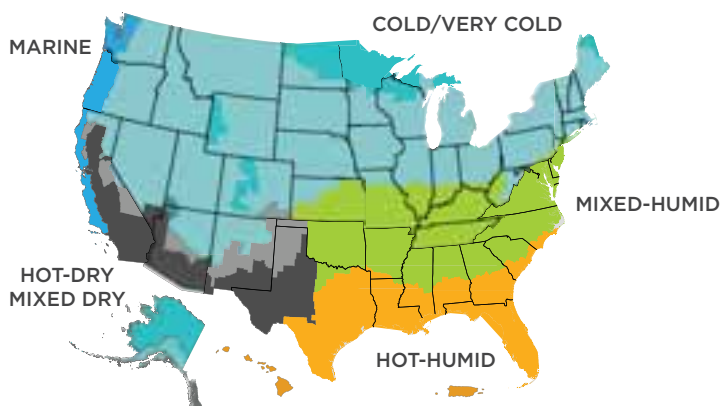 COLD/VERY COLD
MARINE
MIXED-HUMID
HOT-DRY
MIXED DRY
HOT-HUMID